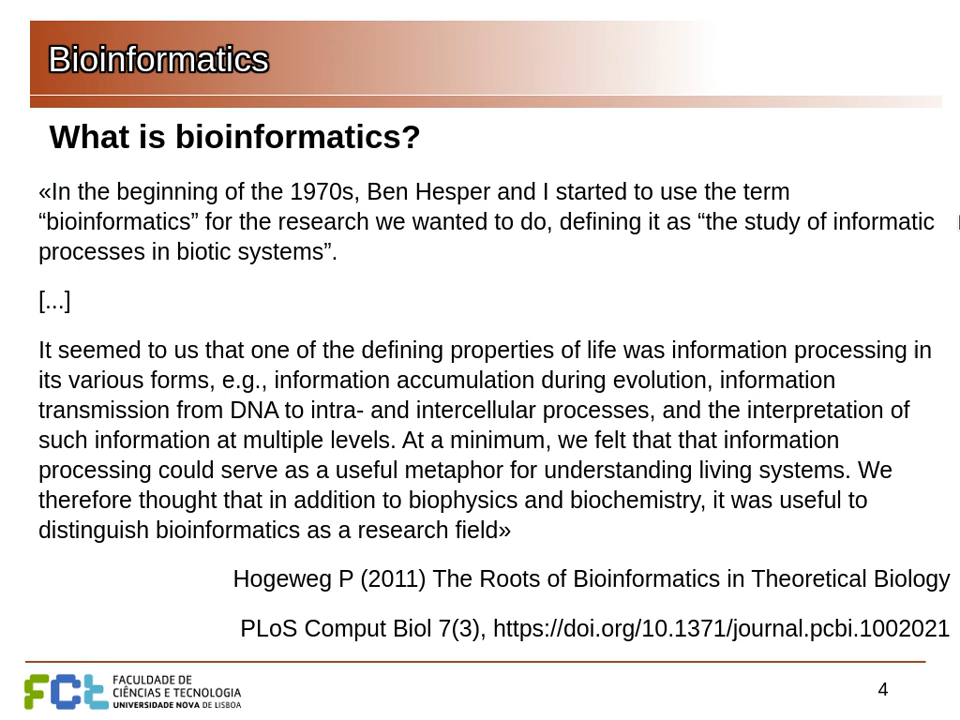 Bioinformatics
What is bioinformatics?
«In the beginning of the 1970s, Ben Hesper and I started to use the term
“bioinformatics” for the research we wanted to do, defining it as “the study of informatic
processes in biotic systems”.
[...]
It seemed to us that one of the defining properties of life was information processing in
its various forms, e.g., information accumulation during evolution, information
transmission from DNA to intra- and intercellular processes, and the interpretation of
such information at multiple levels. At a minimum, we felt that that information
processing could serve as a useful metaphor for understanding living systems. We
therefore thought that in addition to biophysics and biochemistry, it was useful to
distinguish bioinformatics as a research field»
Hogeweg P (2011) The Roots of Bioinformatics in Theoretical Biology
PLoS Comput Biol 7(3), https://doi.org/10.1371/journal.pcbi.1002021
FCt
FACULDADE DE
CIÊNCIAS E TECNOLOGIA
UNIVERSIDADE NOVA DE LISBOA
4